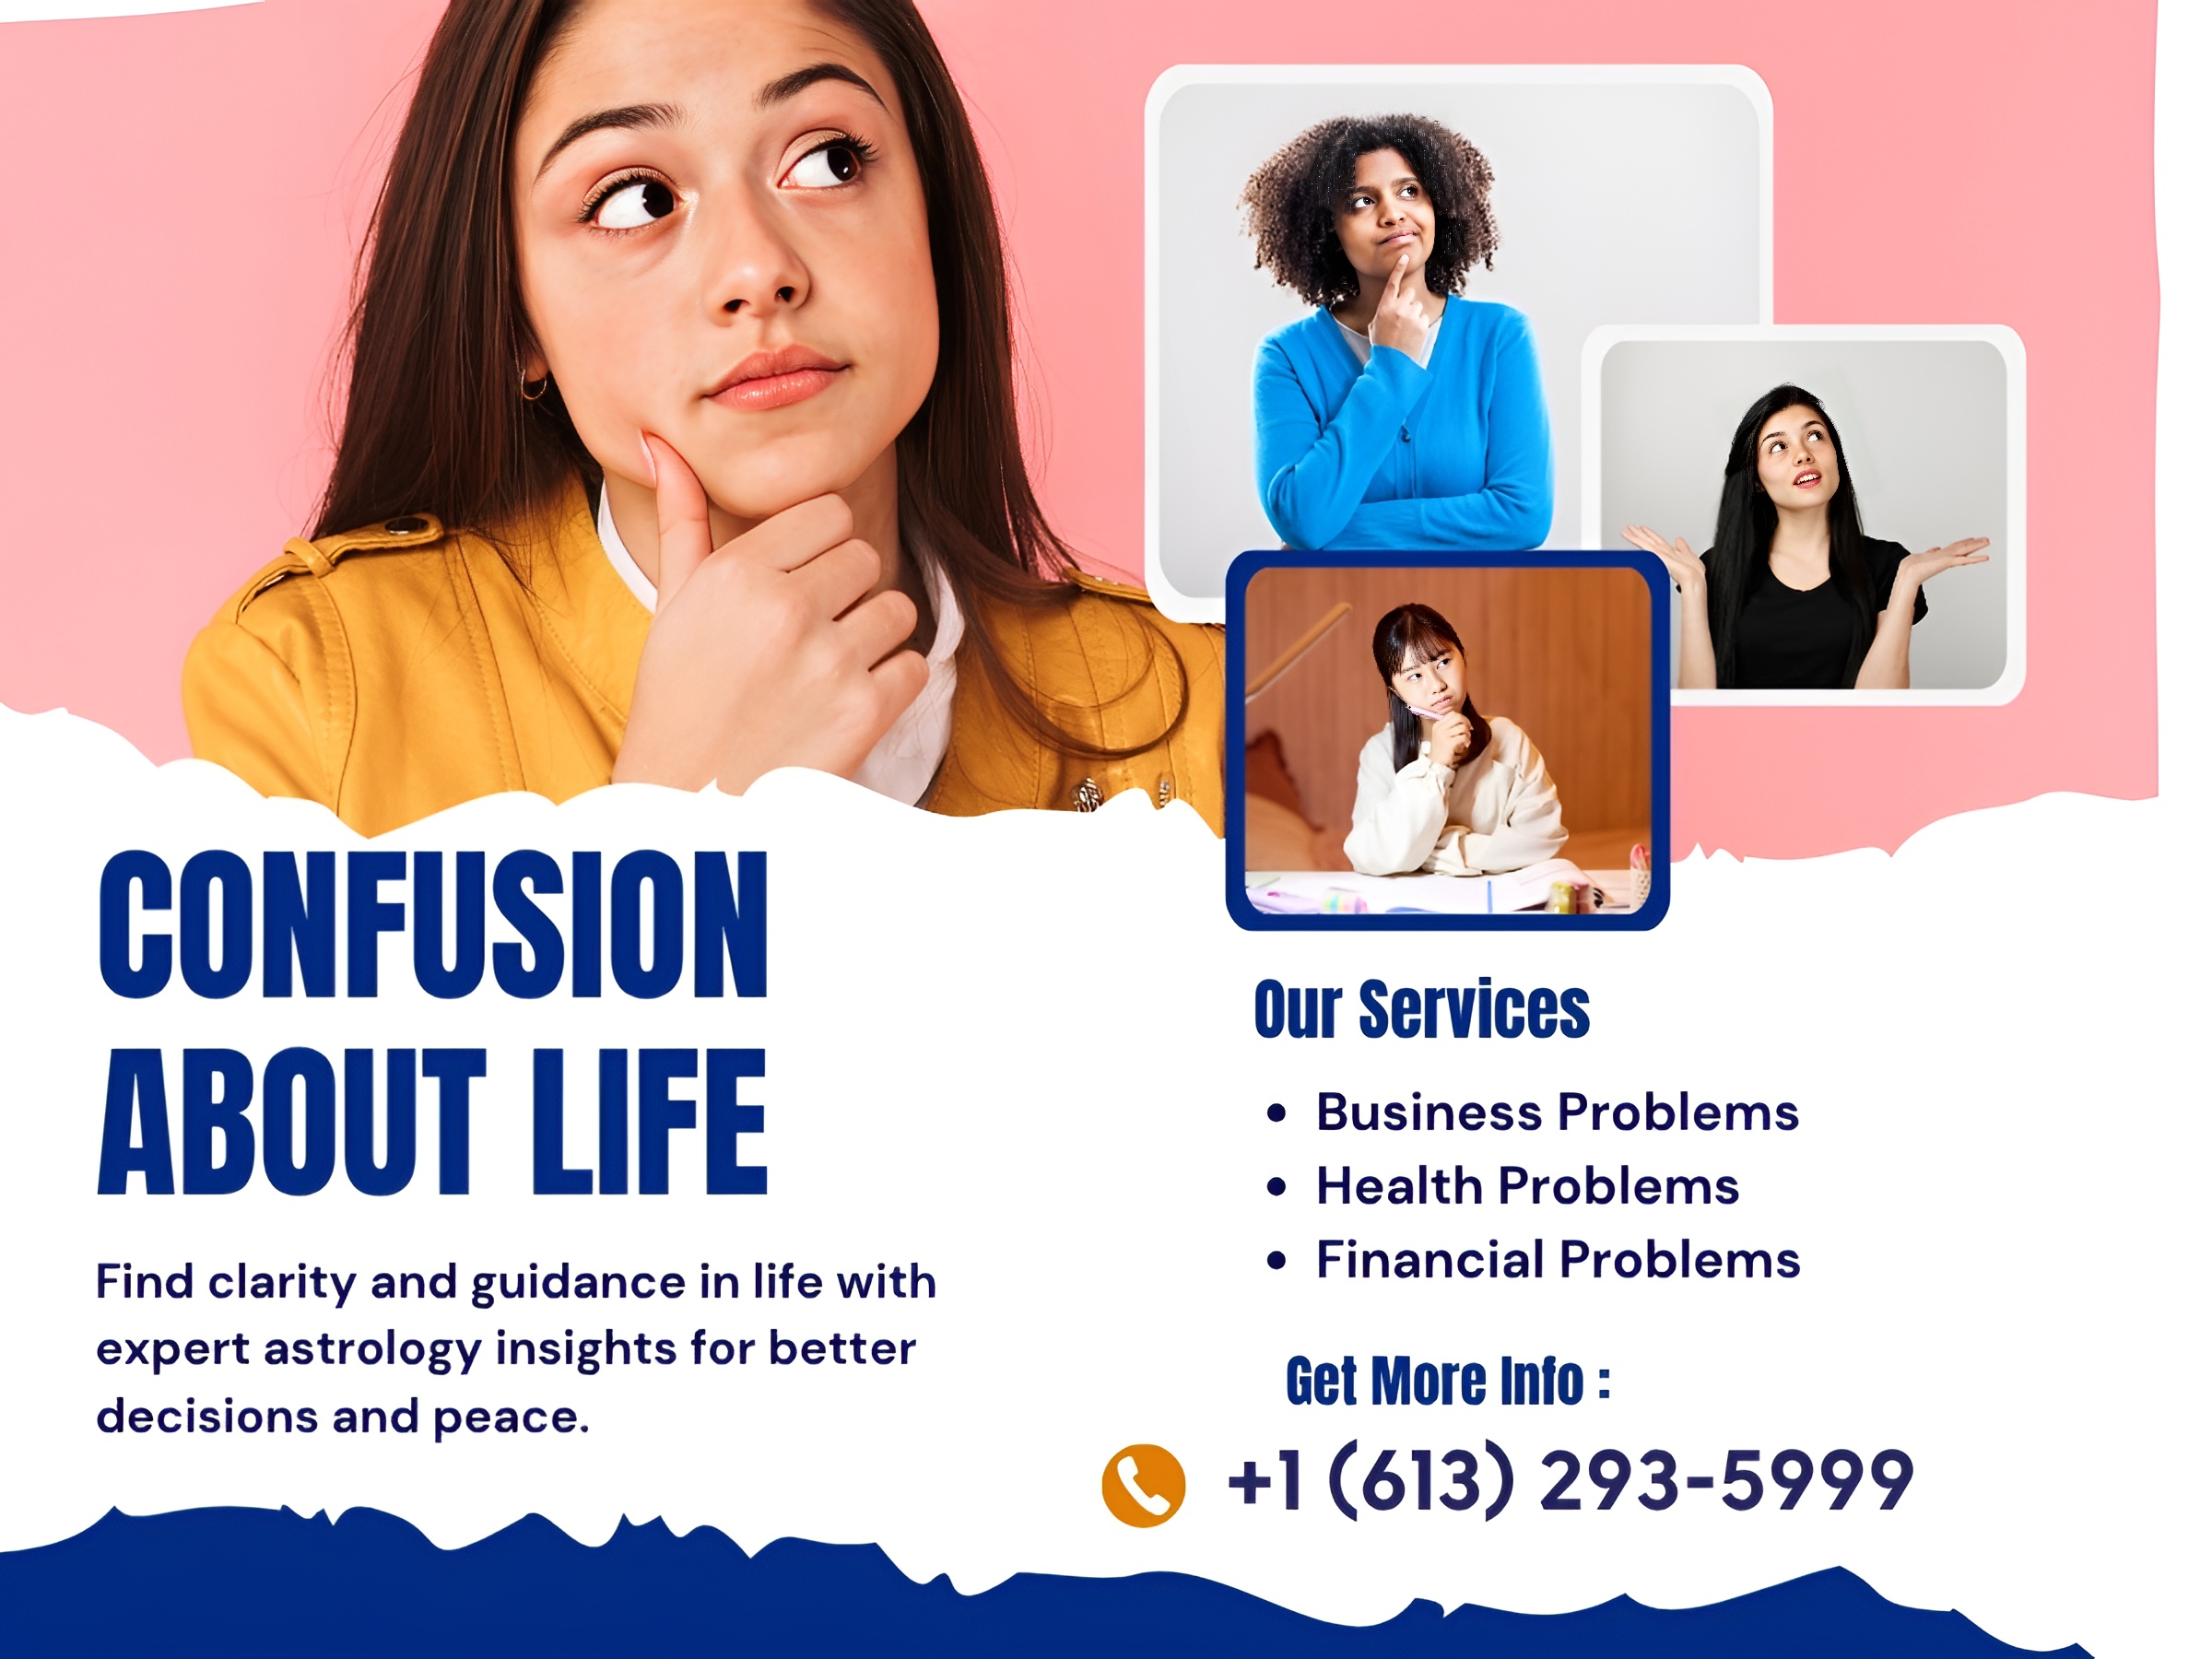 CONFUSION
ABOUT LIFE
Find clarity and guidance in life with
expert astrology insights for better
decisions and peace.
Our Services
• Business Problems
• Health Problems
• Financial Problems
Get More Info :
+1 (613) 293-5999